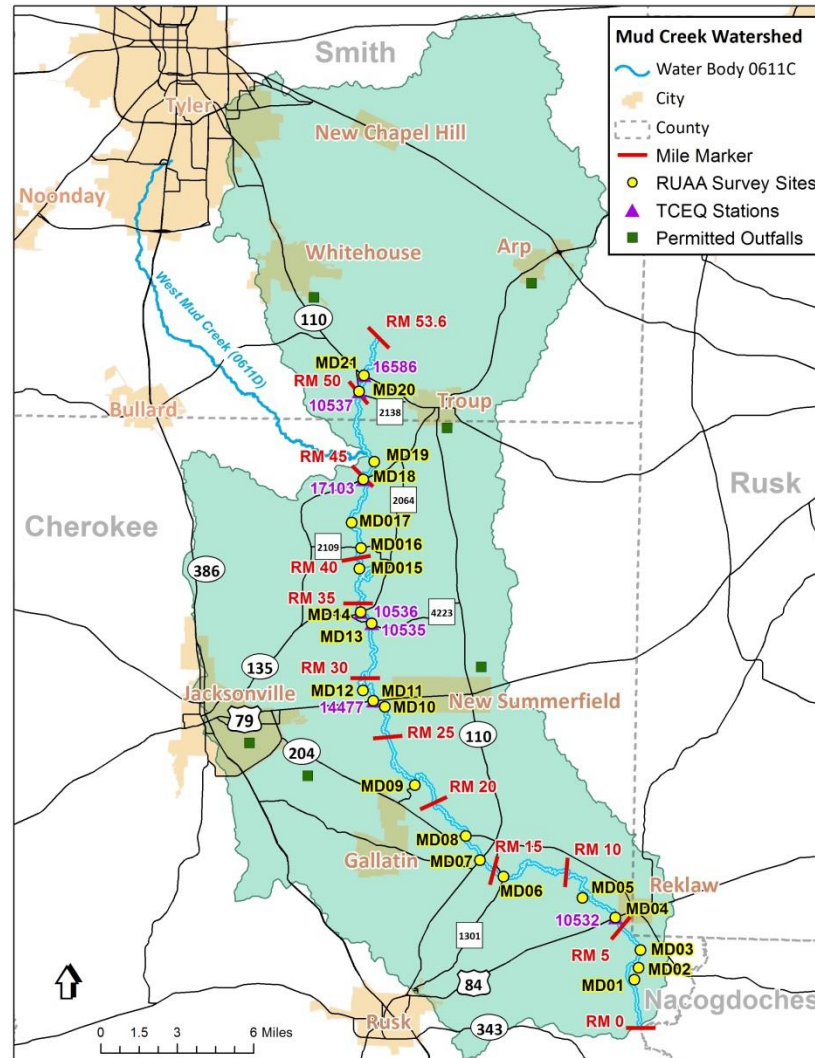 Smith
Mud Creek Watershed
Water Body 0611C
City
County
Mile Marker
RUAA Survey Sites
TCEQ Stations
Permitted Outfalls
Tyler
New Chapel Hill
Noonday
Whitehouse
Arp
West Mud Creek (0611D)
110
RM 53.6
MD21
16586
RM 50
MD20
10537
2138
Troup
Bullard
MD19
RM 45
MD18
17103
2064
Rusk
Cherokee
MD017
2109
MD016
RM 40
MD015
386
RM 35
MD14
10536
4223
10535
MD13
135
RM 30
MD12
MD11
Jacksonville
New Summerfield
14477
MD10
79
110
RM 25
204
MD09
RM 20
MD08
RM 15
RM 10
Gallatin
MD07
MD06
MD05
Reklaw
MD04
10532
1301
RM 5
MD03
MD02
84
MD01
Nacogdoches
Rusk
343
RM 0
0 1.5 3 6 Miles